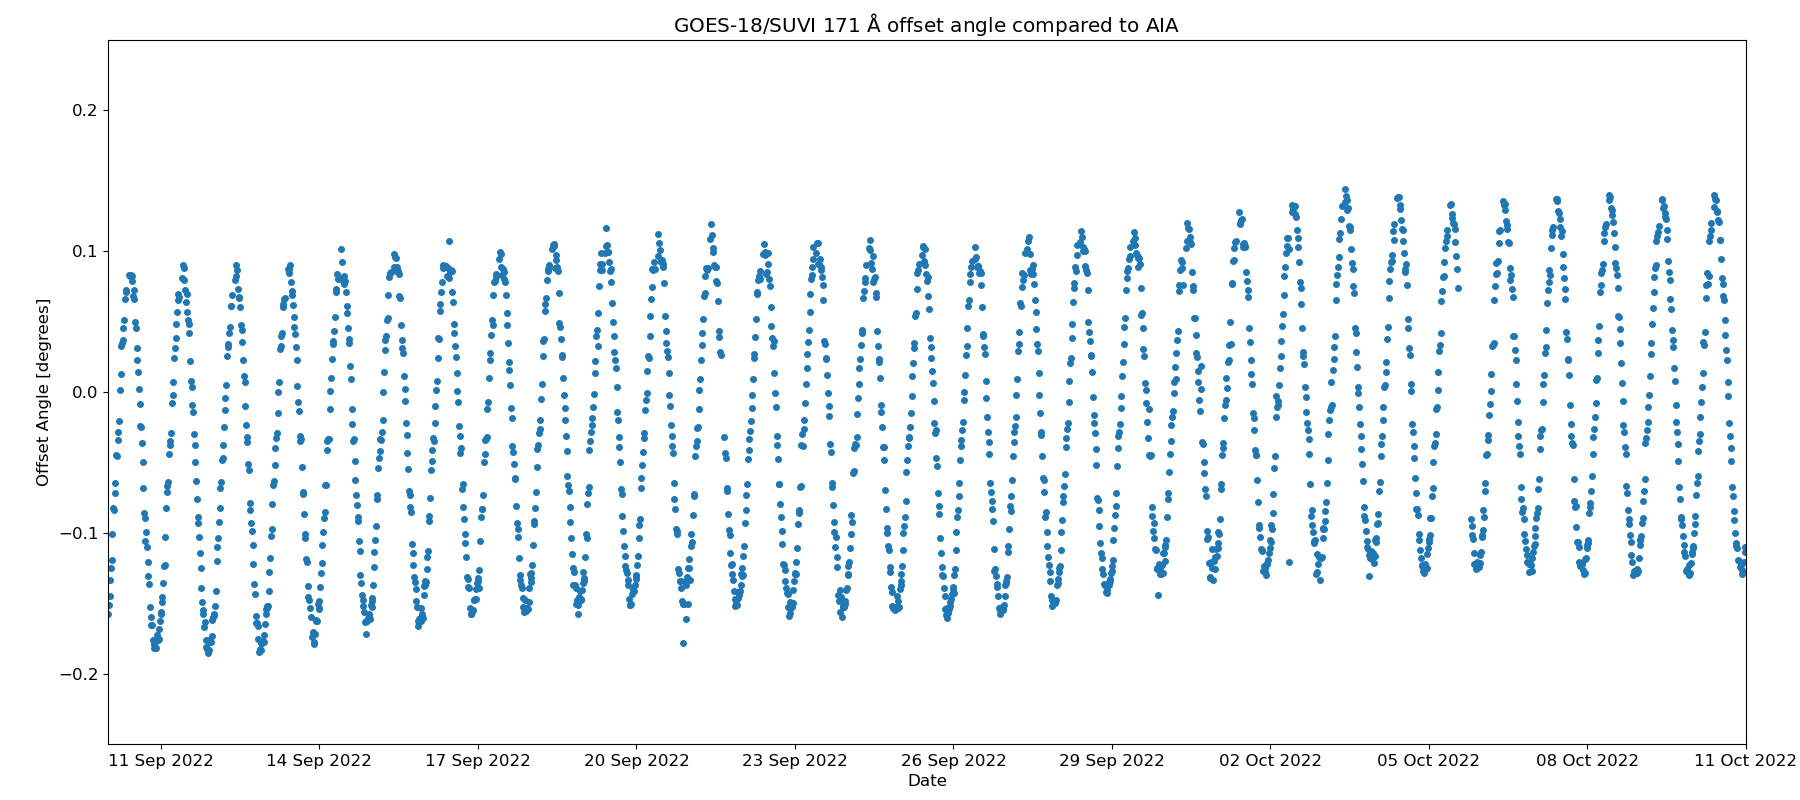 GOES-18/SUVI 171 Å offset angle compared to AIA
0.2
0.1
0.0
−0.1
−0.2
Offset Angle [degrees]
11 Sep 2022 14 Sep 2022 17 Sep 2022 20 Sep 2022 23 Sep 2022 26 Sep 2022 29 Sep 2022 02 Oct 2022 05 Oct 2022 08 Oct 2022 11 Oct 2022
Date